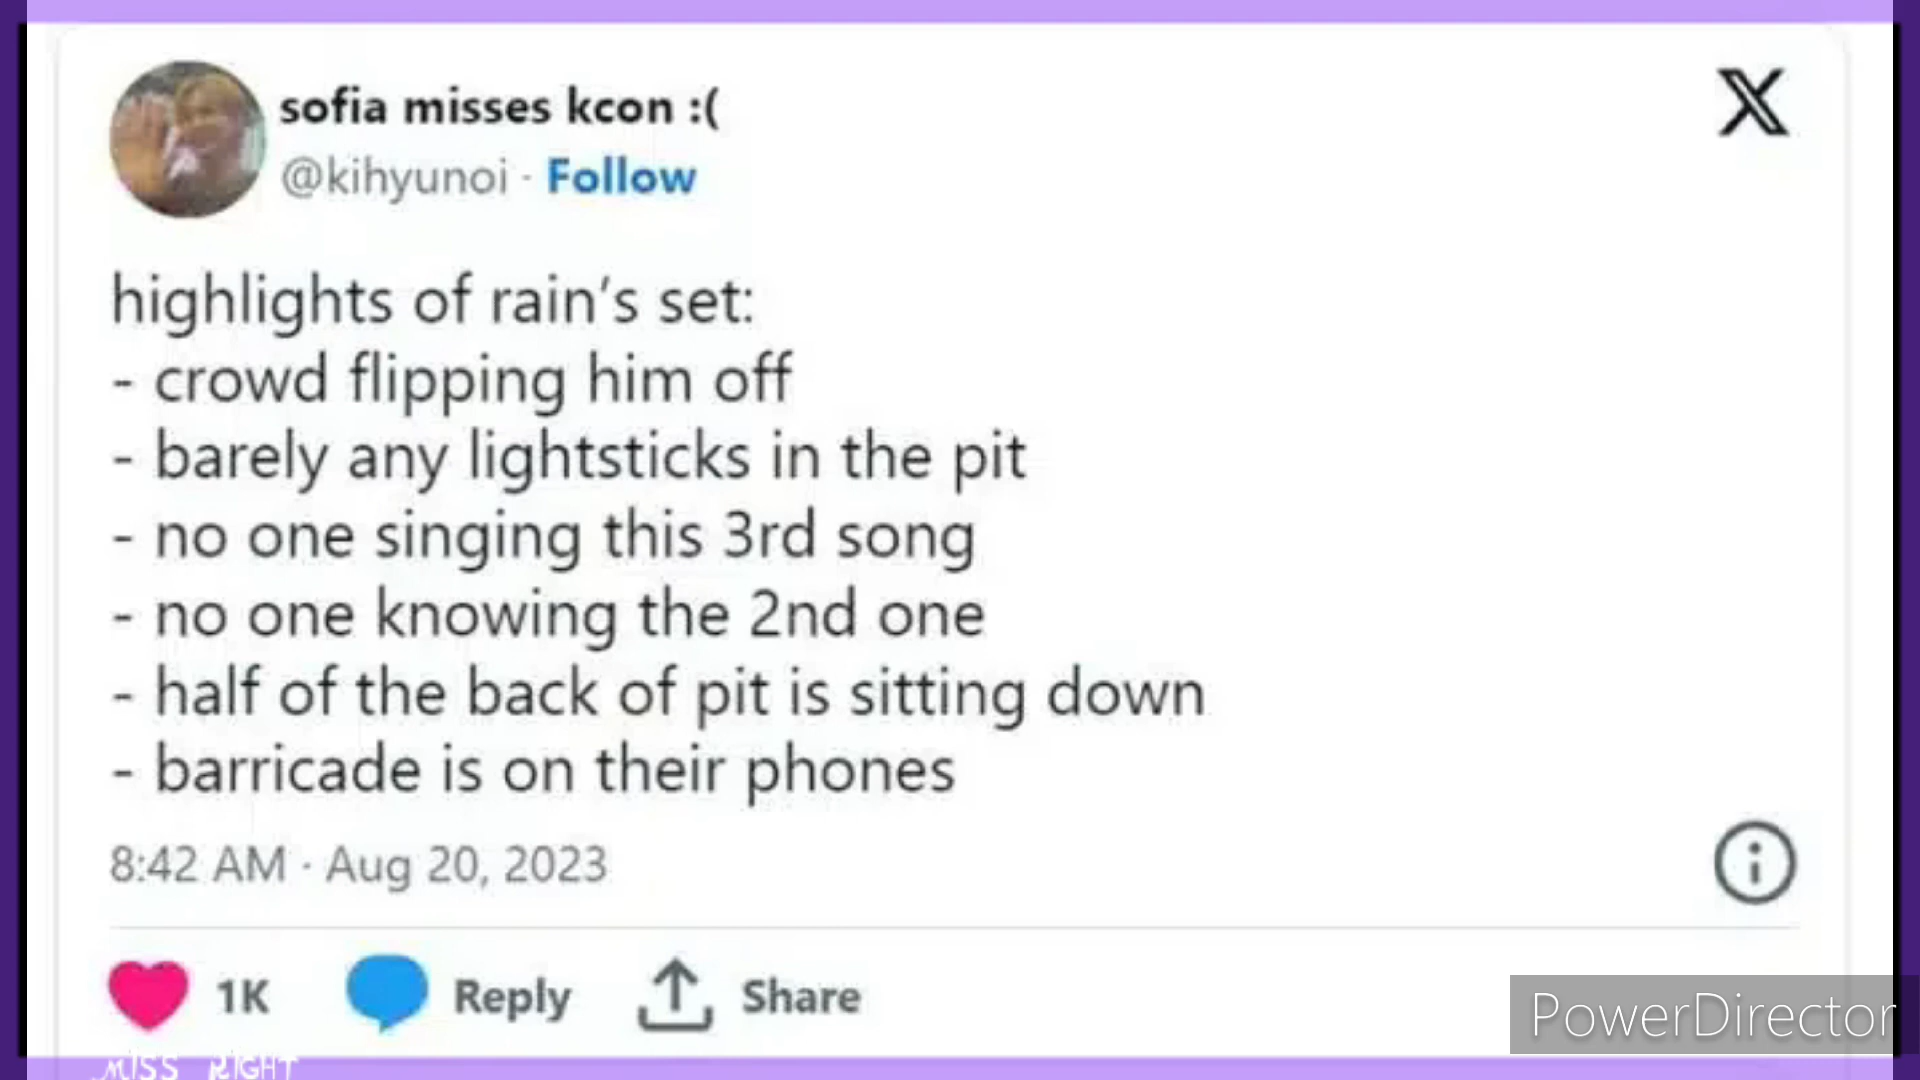 sofia misses kcon :(
@kihyunoi · Follow
highlights of rain's set:
- crowd flipping him off
- barely any lightsticks in the pit
- no one singing this 3rd song
- no one knowing the 2nd one
- half of the back of pit is sitting down
- barricade is on their phones
8:42 AM · Aug 20, 2023
1K Reply Share
PowerDirector
MISS RIGHT